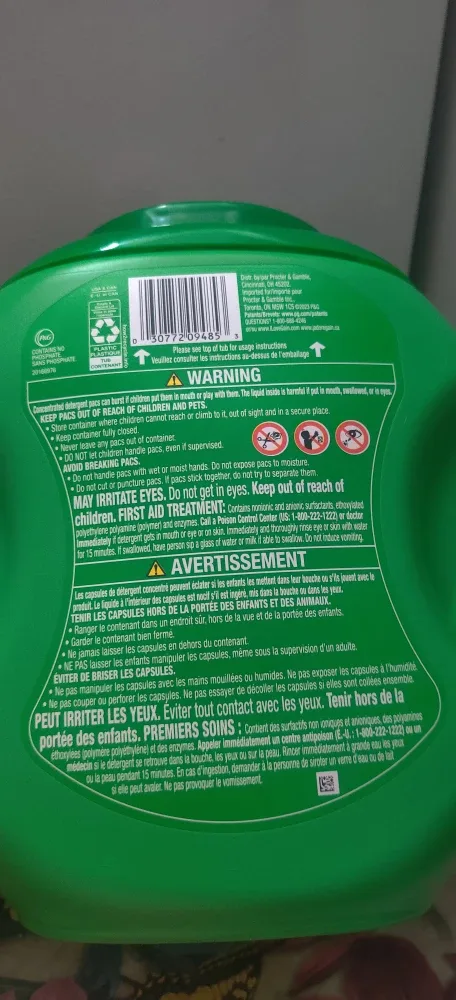 Distr. by/par Procter & Gamble,
Cincinnati, OH 45202.
Imported for/importé pour
Procter & Gamble Inc.,
Toronto, ON M5W 1C5 ©2023 P&G
Patents/Brevets: www.pg.com/patents
QUESTIONS? 1-800-888-4246
or/ou www.ilovegain.com www.pgbrands.ca
P&G
CONTAINS NO
PHOSPHATE
SANS PHOSPHATE
20188976
PLASTIC
PLASTIQUE
TUB
CONTENANT
how2recycle.info
0 30772 09485 3
Please see top of tub for usage instructions
Veuillez consulter les instructions au-dessus de l'emballage
WARNING
Concentrated detergent pacs can burst if children put them in mouth or play with them. The liquid inside is harmful if put in mouth, swallowed, or in eyes.
KEEP PACS OUT OF REACH OF CHILDREN AND PETS.
• Store container where children cannot reach or climb to it, out of sight and in a secure place.
• Keep container fully closed.
• Never leave any pacs out of container.
• DO NOT let children handle pacs, even if supervised.
AVOID BREAKING PACS.
• Do not handle pacs with wet or moist hands. Do not expose pacs to moisture.
• Do not cut or puncture pacs. If pacs stick together, do not try to separate them.
MAY IRRITATE EYES. Do not get in eyes. Keep out of reach of
children. FIRST AID TREATMENT: Contains nonionic and anionic surfactants, ethoxylated
polyethylene polyamine (polymer) and enzymes. Call a Poison Control Center (US: 1-800-222-1222) or doctor
immediately if detergent gets in mouth or eye or on skin. Immediately and thoroughly rinse eye or skin with water
for 15 minutes. If swallowed, have person sip a glass of water or milk if able to swallow. Do not induce vomiting.
AVERTISSEMENT
Les capsules de détergent concentré peuvent éclater si les enfants les mettent dans leur bouche ou s'ils jouent avec le
produit. Le liquide à l'intérieur des capsules est nocif s'il est ingéré, mis dans la bouche ou dans les yeux.
TENIR LES CAPSULES HORS DE LA PORTÉE DES ENFANTS ET DES ANIMAUX.
• Ranger le contenant dans un endroit sûr, hors de la vue et de la portée des enfants.
• Garder le contenant bien fermé.
• Ne jamais laisser les capsules en dehors du contenant.
• NE PAS laisser les enfants manipuler les capsules, même sous la supervision d'un adulte.
ÉVITER DE BRISER LES CAPSULES.
• Ne pas manipuler les capsules avec les mains mouillées ou humides. Ne pas exposer les capsules à l'humidité
• Ne pas couper ou perforer les capsules. Ne pas essayer de décoller les capsules si elles sont collées ensemble.
PEUT IRRITER LES YEUX. Éviter tout contact avec les yeux. Tenir hors de la
portée des enfants. PREMIERS SOINS : Contient des surfactifs non ioniques et anioniques, des polyamines
éthoxylées (polymère polyéthylène) et des enzymes. Appeler immédiatement un centre antipoison (É.-U. : 1-800-222-1222) ou un
médecin si le détergent se retrouve dans la bouche, les yeux ou sur la peau. Rincer immédiatement à grande eau les yeux
ou la peau pendant 15 minutes. En cas d'ingestion, demander à la personne de siroter un verre d'eau ou de lait
si elle peut avaler. Ne pas provoquer le vomissement.